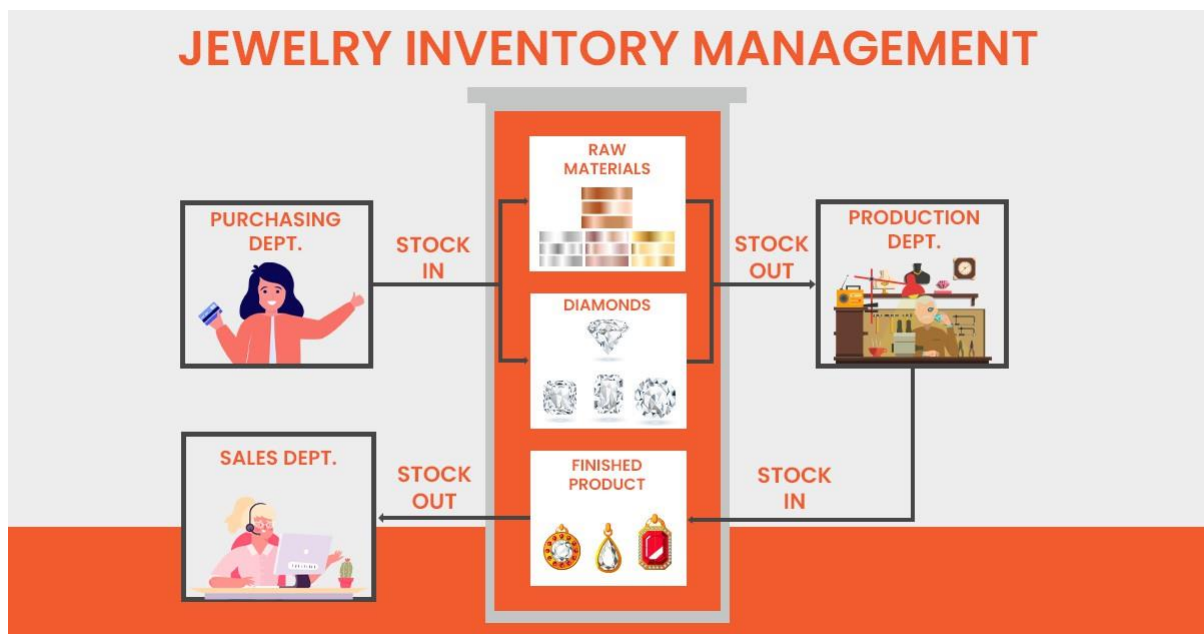 JEWELRY INVENTORY MANAGEMENT
RAW
MATERIALS
PURCHASING
DEPT.
STOCK
IN
STOCK
OUT
PRODUCTION
DEPT.
DIAMONDS
SALES DEPT.
STOCK
OUT
FINISHED
PRODUCT
STOCK
IN